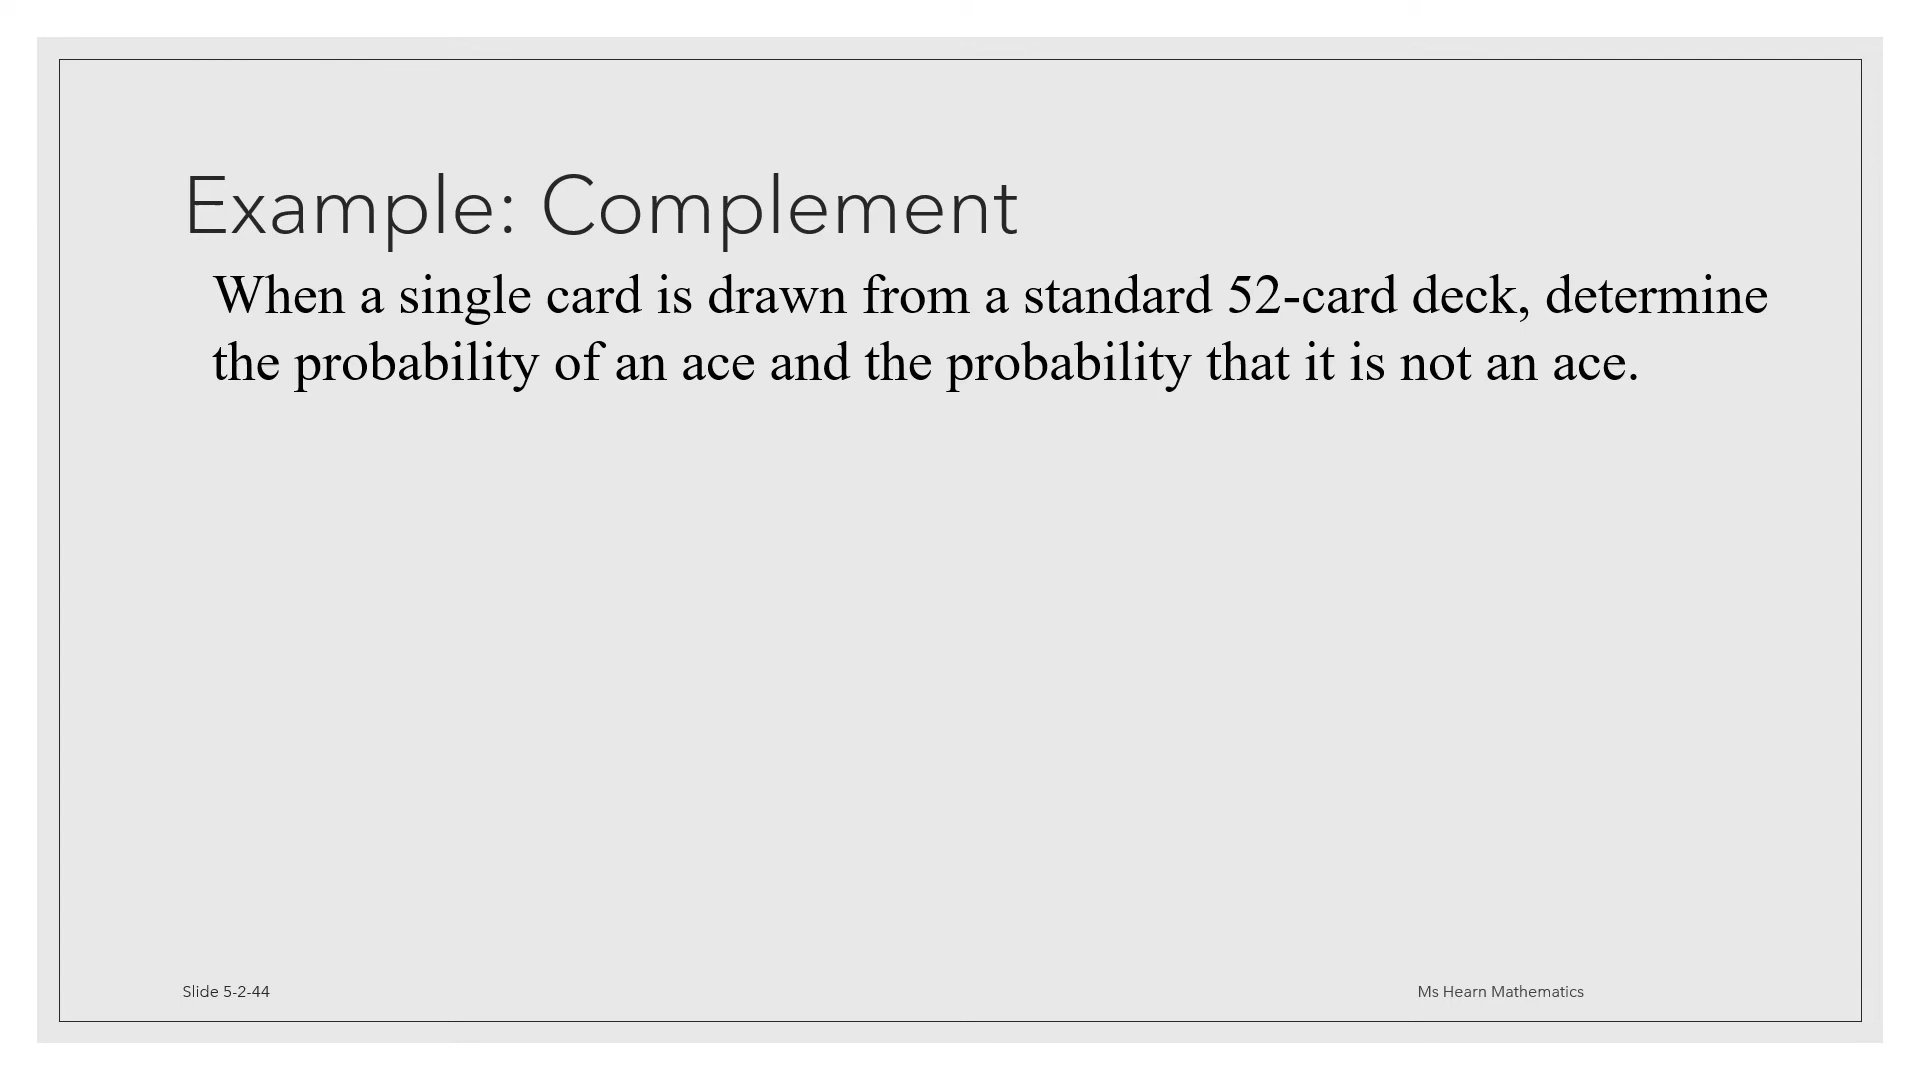 Example: Complement
When a single card is drawn from a standard 52-card deck, determine
the probability of an ace and the probability that it is not an ace.
Slide 5-2-44
Ms Hearn Mathematics